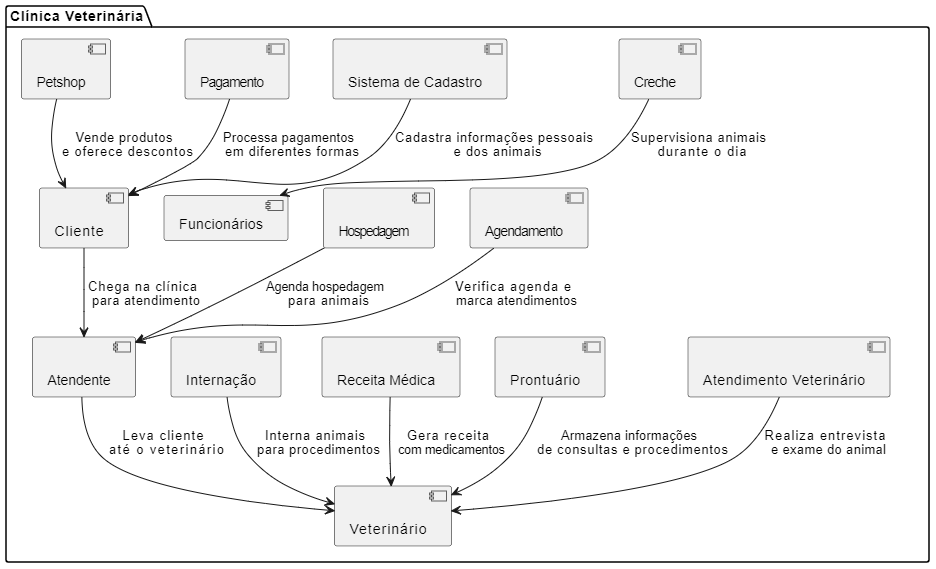 Clínica Veterinária
Petshop
Pagamento
Sistema de Cadastro
Creche
Vende produtos
e oferece descontos
Processa pagamentos
em diferentes formas
Cadastra informações pessoais
e dos animais
Supervisiona animais
durante o dia
Cliente
Funcionários
Hospedagem
Agendamento
Chega na clínica
para atendimento
Agenda hospedagem
para animais
Verifica agenda e
marca atendimentos
Atendente
Internação
Receita Médica
Prontuário
Atendimento Veterinário
Leva cliente
até o veterinário
Interna animais
para procedimentos
Gera receita
com medicamentos
Armazena informações
de consultas e procedimentos
Realiza entrevista
e exame do animal
Veterinário